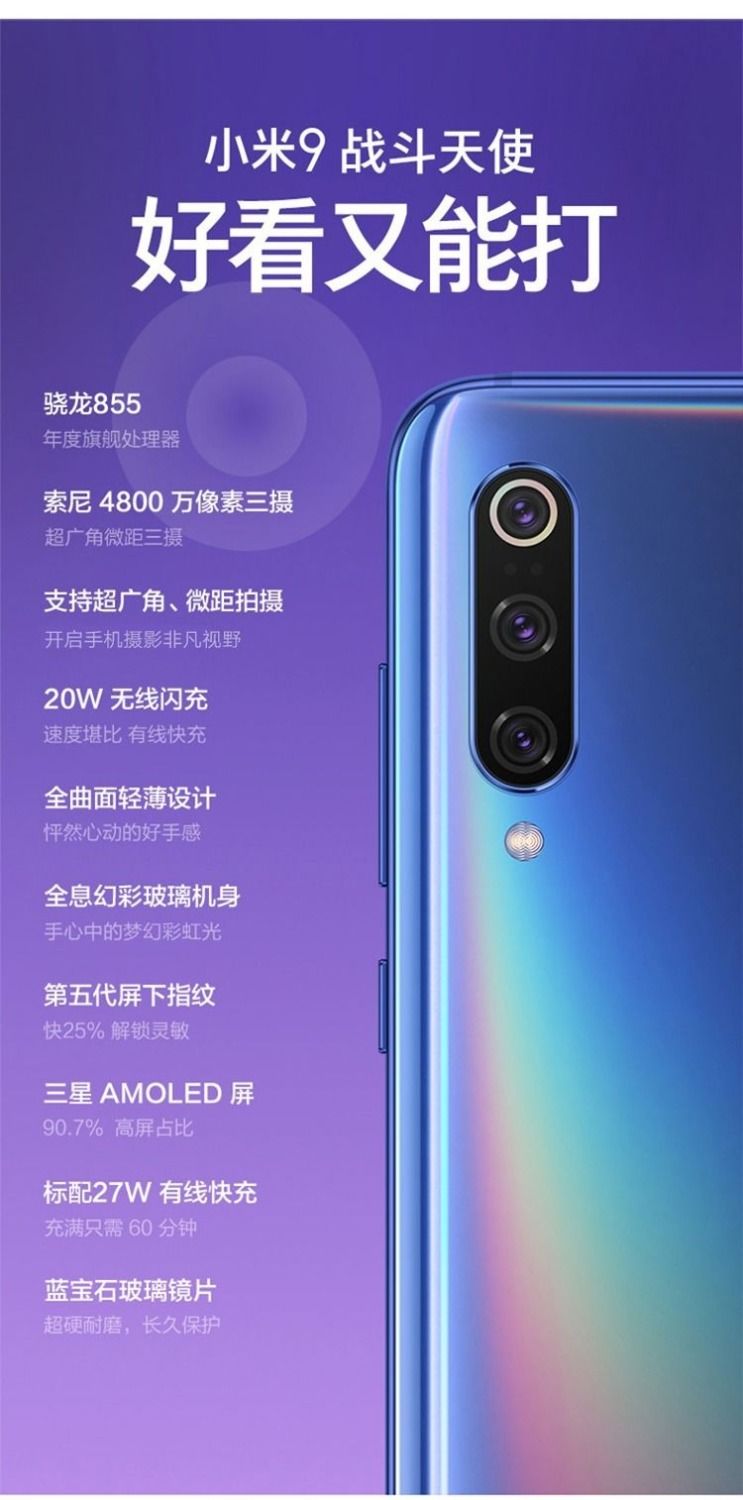 小米9 战斗天使
好看又能打
骁龙855
年度旗舰处理器
索尼 4800 万像素三摄
超广角微距三摄
支持超广角、微距拍摄
开启手机摄影非凡视野
20W 无线闪充
速度堪比 有线快充
全曲面轻薄设计
怦然心动的好手感
全息幻彩玻璃机身
手心中的梦幻彩虹光
第五代屏下指纹
快25% 解锁灵敏
三星 AMOLED 屏
90.7% 高屏占比
标配27W 有线快充
充满只需 60 分钟
蓝宝石玻璃镜片
超硬耐磨，长久保护